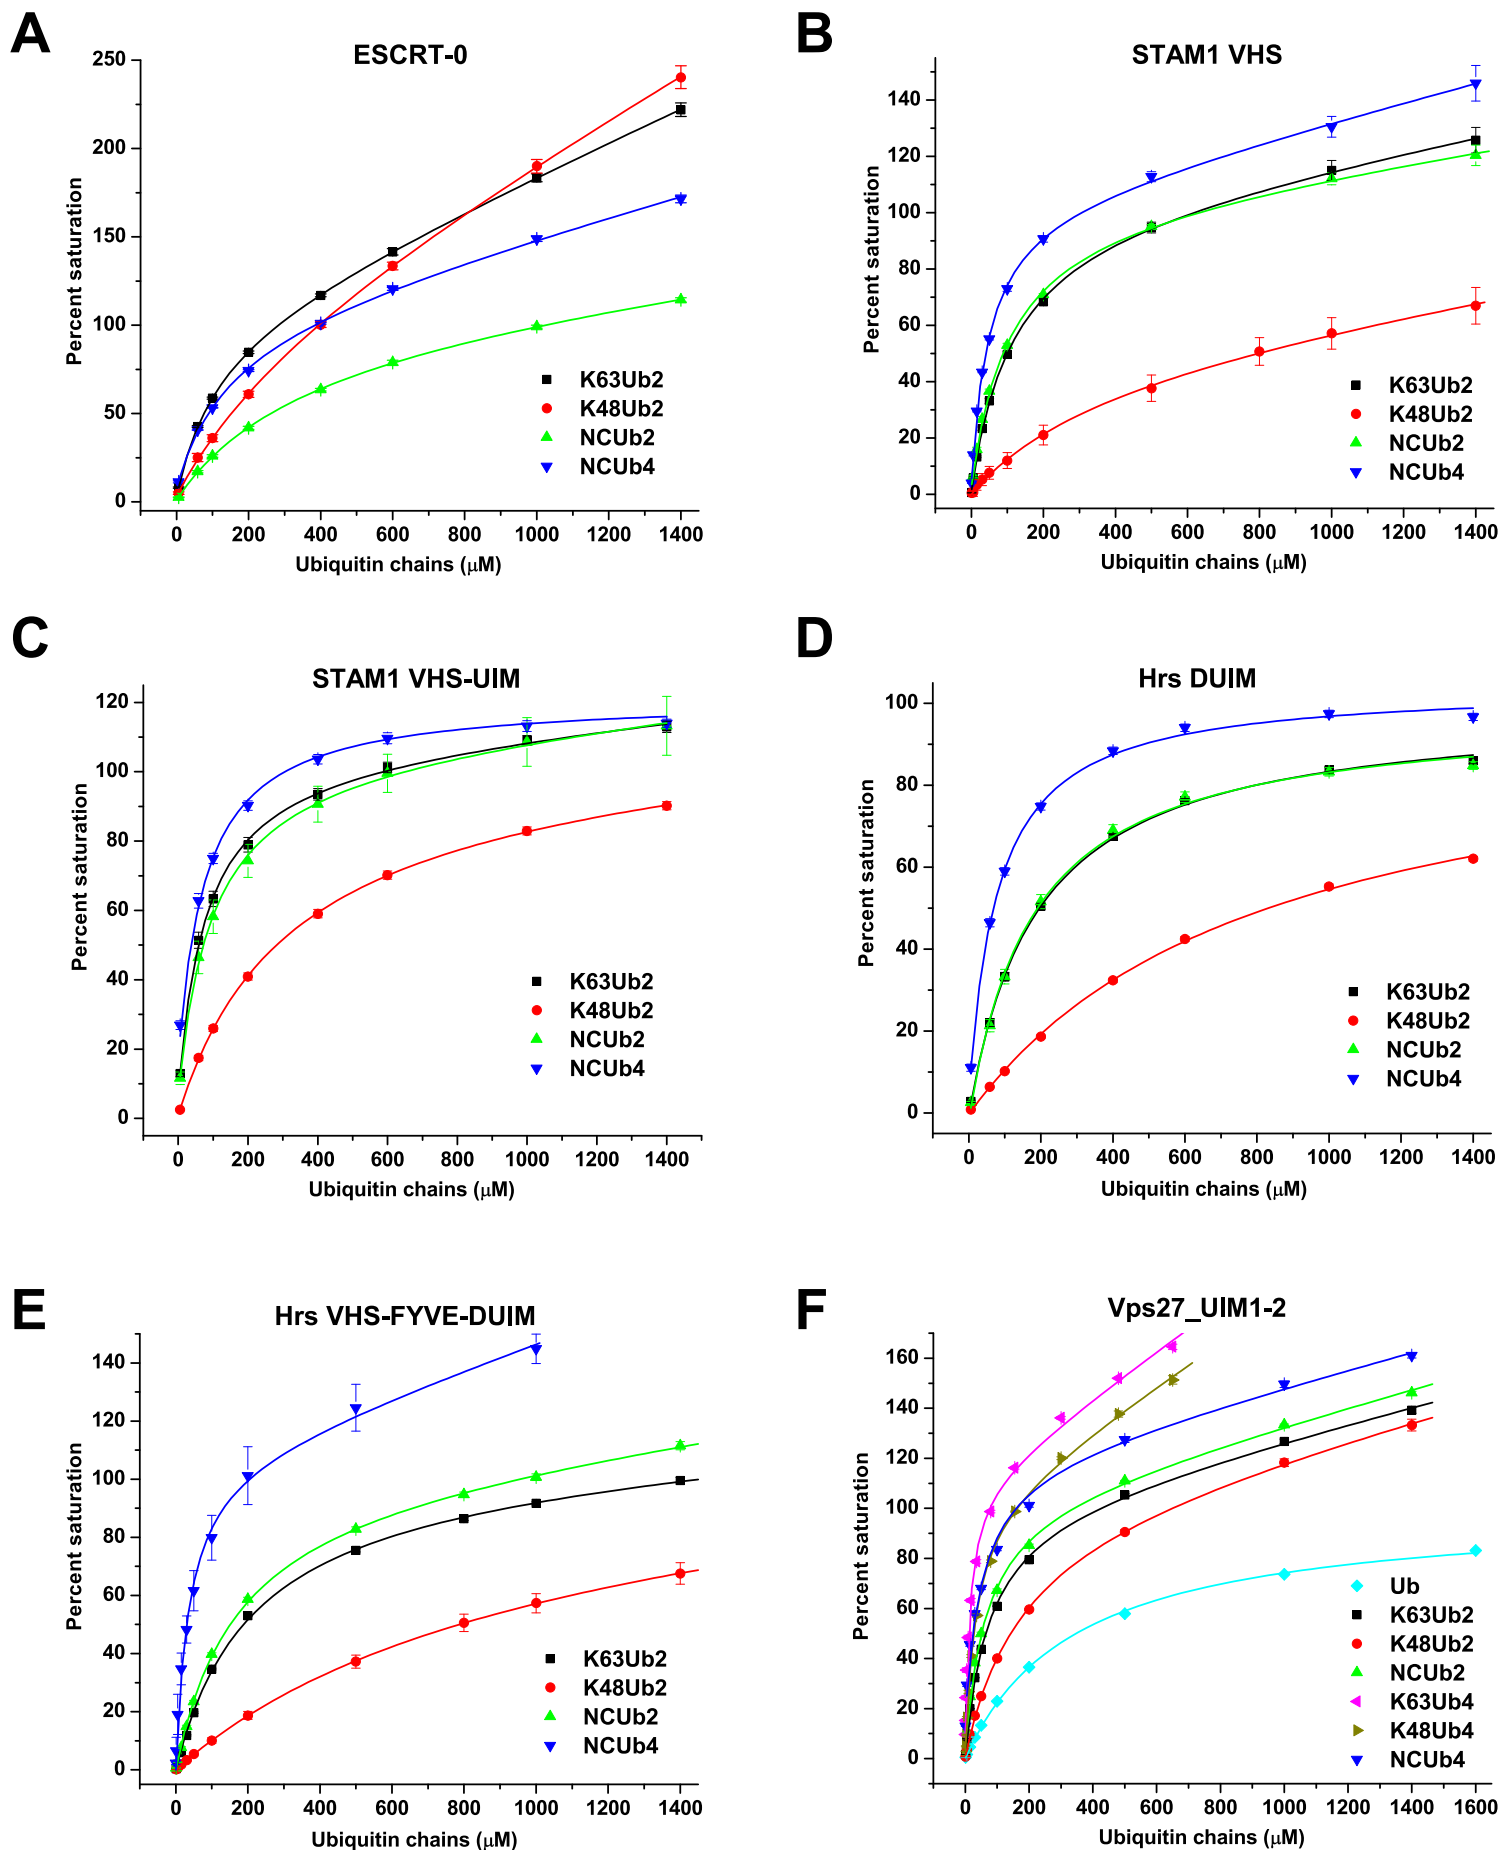 A
ESCRT-0
Percent saturation
250
200
150
100
50
0
K63Ub2
K48Ub2
NCUb2
NCUb4
0 200 400 600 800 1000 1200 1400
Ubiquitin chains (μM)
B
STAM1 VHS
Percent saturation
140
120
100
80
60
40
20
0
K63Ub2
K48Ub2
NCUb2
NCUb4
0 200 400 600 800 1000 1200 1400
Ubiquitin chains (μM)
C
STAM1 VHS-UIM
Percent saturation
120
100
80
60
40
20
0
K63Ub2
K48Ub2
NCUb2
NCUb4
0 200 400 600 800 1000 1200 1400
Ubiquitin chains (μM)
D
Hrs DUIM
Percent saturation
100
80
60
40
20
0
K63Ub2
K48Ub2
NCUb2
NCUb4
0 200 400 600 800 1000 1200 1400
Ubiquitin chains (μM)
E
Hrs VHS-FYVE-DUIM
Percent saturation
140
120
100
80
60
40
20
0
K63Ub2
K48Ub2
NCUb2
NCUb4
0 200 400 600 800 1000 1200 1400
Ubiquitin chains (μM)
F
Vps27_UIM1-2
Percent saturation
160
140
120
100
80
60
40
20
0
Ub
K63Ub2
K48Ub2
NCUb2
K63Ub4
K48Ub4
NCUb4
0 200 400 600 800 1000 1200 1400 1600
Ubiquitin chains (μM)